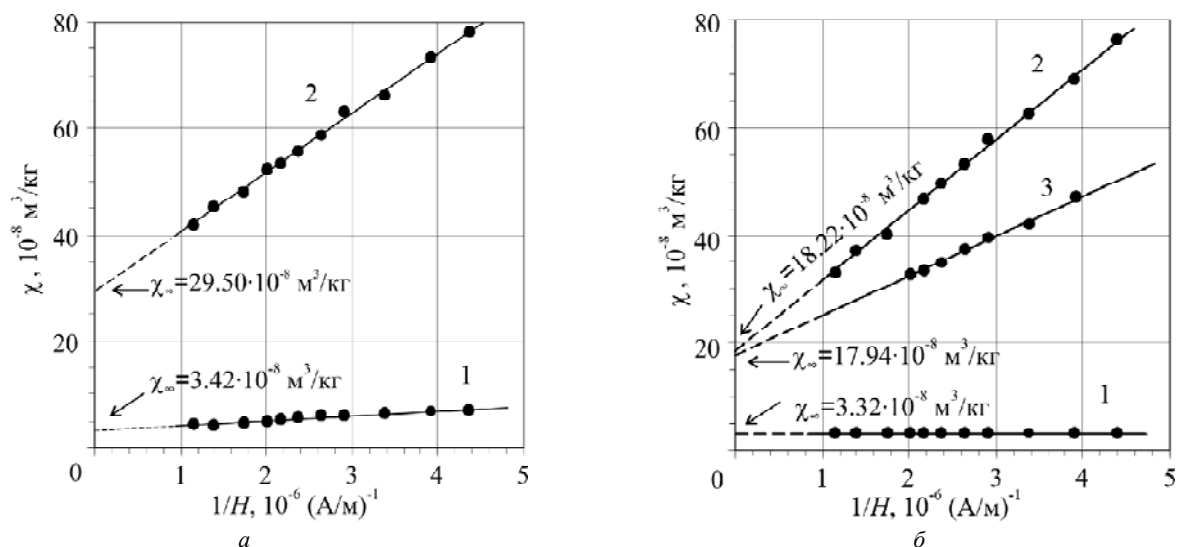 80
60
40
20
0
χ, 10⁻⁸ м³/кг
2
χ∞=29.50·10⁻⁸ м³/кг
χ∞=3.42·10⁻⁸ м³/кг
1
1 2 3 4 5
1/H, 10⁻⁶ (А/м)⁻¹
а
80
60
40
20
0
χ, 10⁻⁸ м³/кг
2
3
χ∞=18.22·10⁻⁸ м³/кг
χ∞=17.94·10⁻⁸ м³/кг
χ∞=3.32·10⁻⁸ м³/кг
1
1 2 3 4 5
1/H, 10⁻⁶ (А/м)⁻¹
б